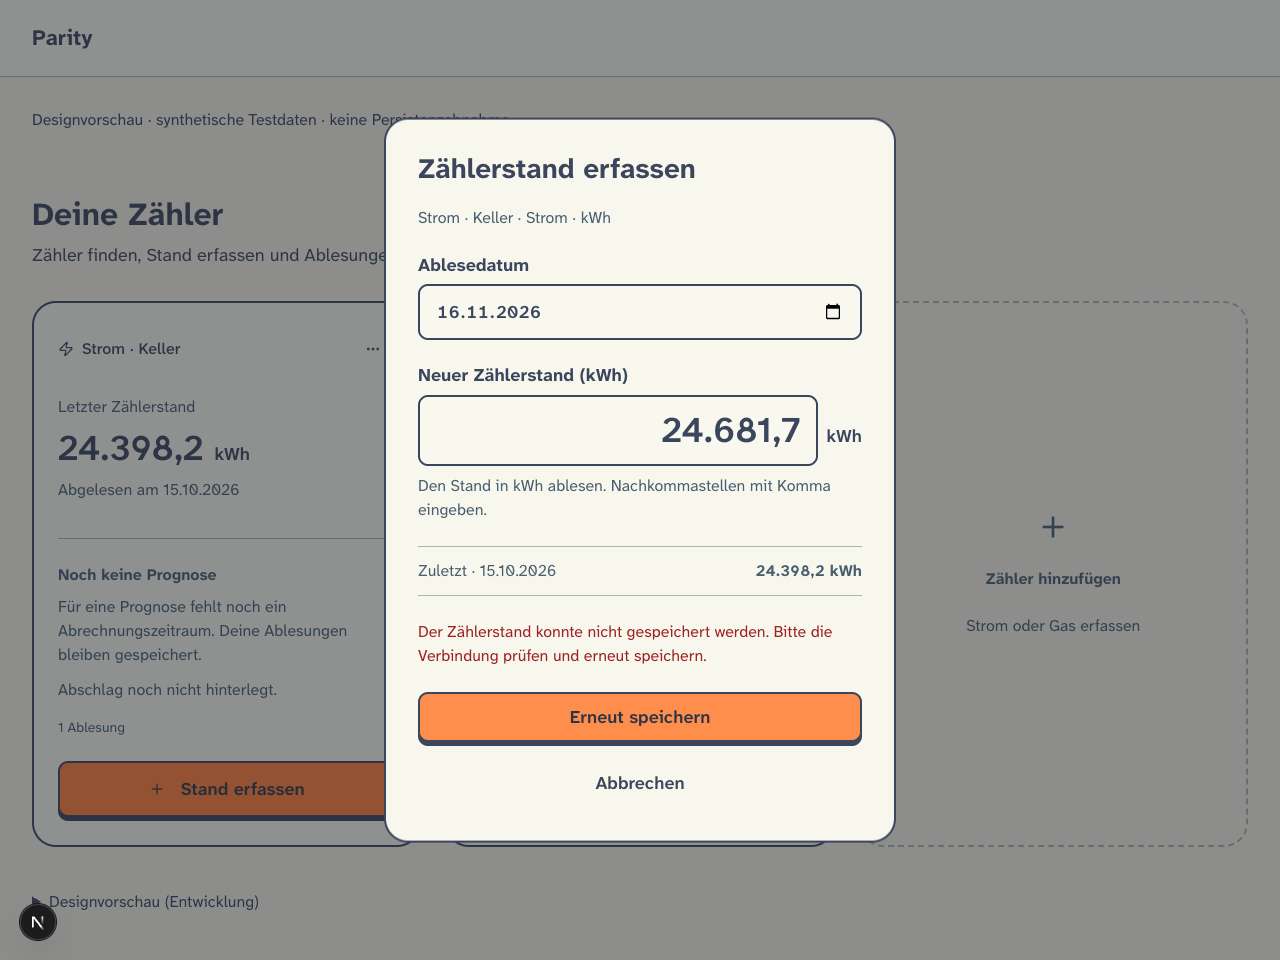 Parity
Designvorschau · synthetische Testdaten · keine
Deine Zähler
Zähler finden, Stand erfassen und
Strom · Keller
Letzter Zählerstand
24.398,2 kWh
Abgelesen am 15.10.2026
Noch keine Prognose
Für eine Prognose fehlt noch ein
Abrechnungszeitraum. Deine Ablesungen
bleiben gespeichert.
Abschlag noch nicht hinterlegt.
1 Ablesung
+ Stand erfassen
Zählerstand erfassen
Strom · Keller · Strom · kWh
Ablesedatum
16.11.2026
Neuer Zählerstand (kWh)
24.681,7 kWh
Den Stand in kWh ablesen. Nachkommastellen mit Komma
eingeben.
Zuletzt · 15.10.2026 24.398,2 kWh
Der Zählerstand konnte nicht gespeichert werden. Bitte die
Verbindung prüfen und erneut speichern.
Erneut speichern
Abbrechen
Zähler hinzufügen
Strom oder Gas erfassen
Designvorschau (Entwicklung)
N